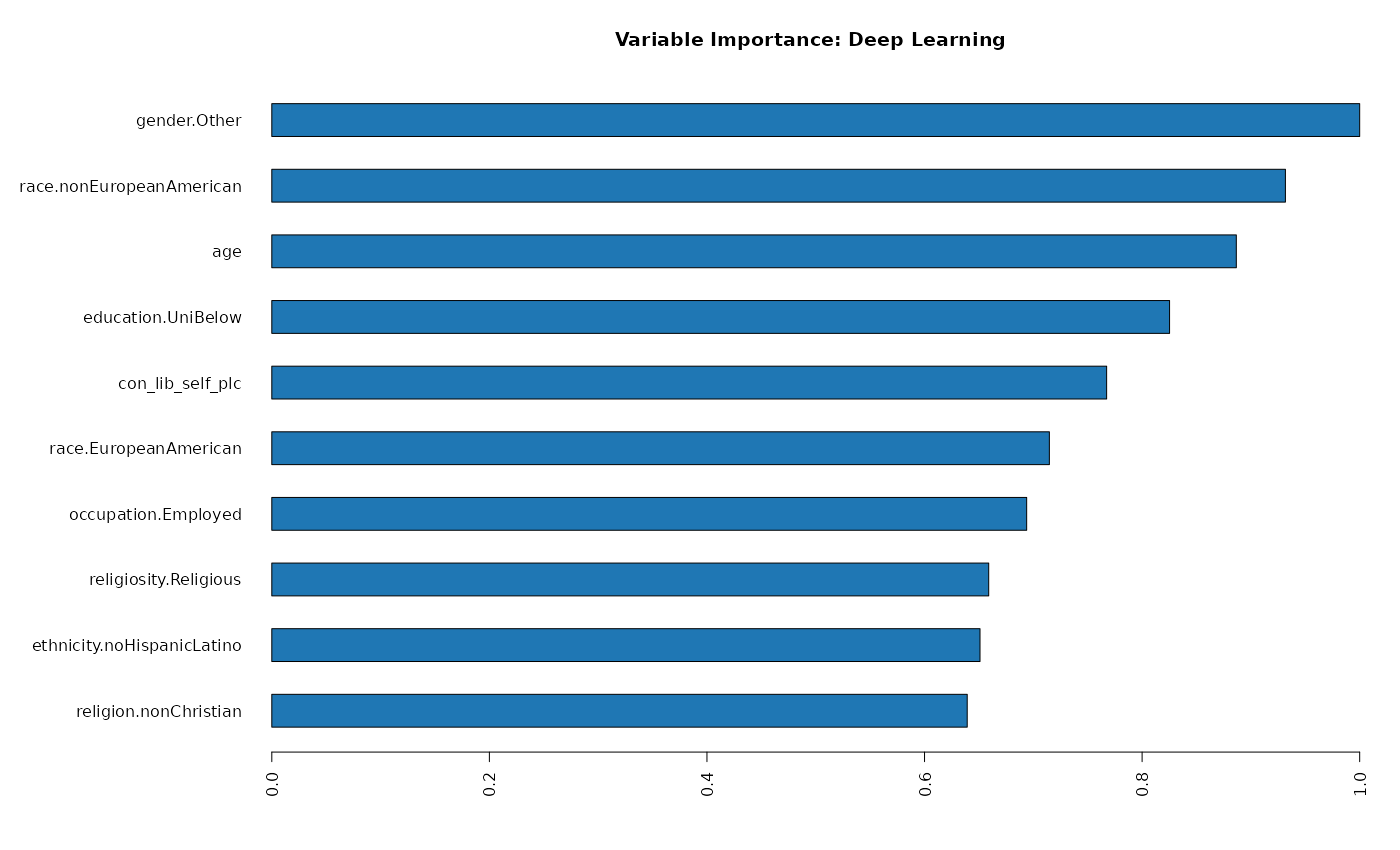 Variable Importance: Deep Learning
gender.Other
race.nonEuropeanAmerican
age
education.UniBelow
con_lib_self_plc
race.EuropeanAmerican
occupation.Employed
religiosity.Religious
ethnicity.noHispanicLatino
religion.nonChristian
0.0
0.2
0.4
0.6
0.8
1.0